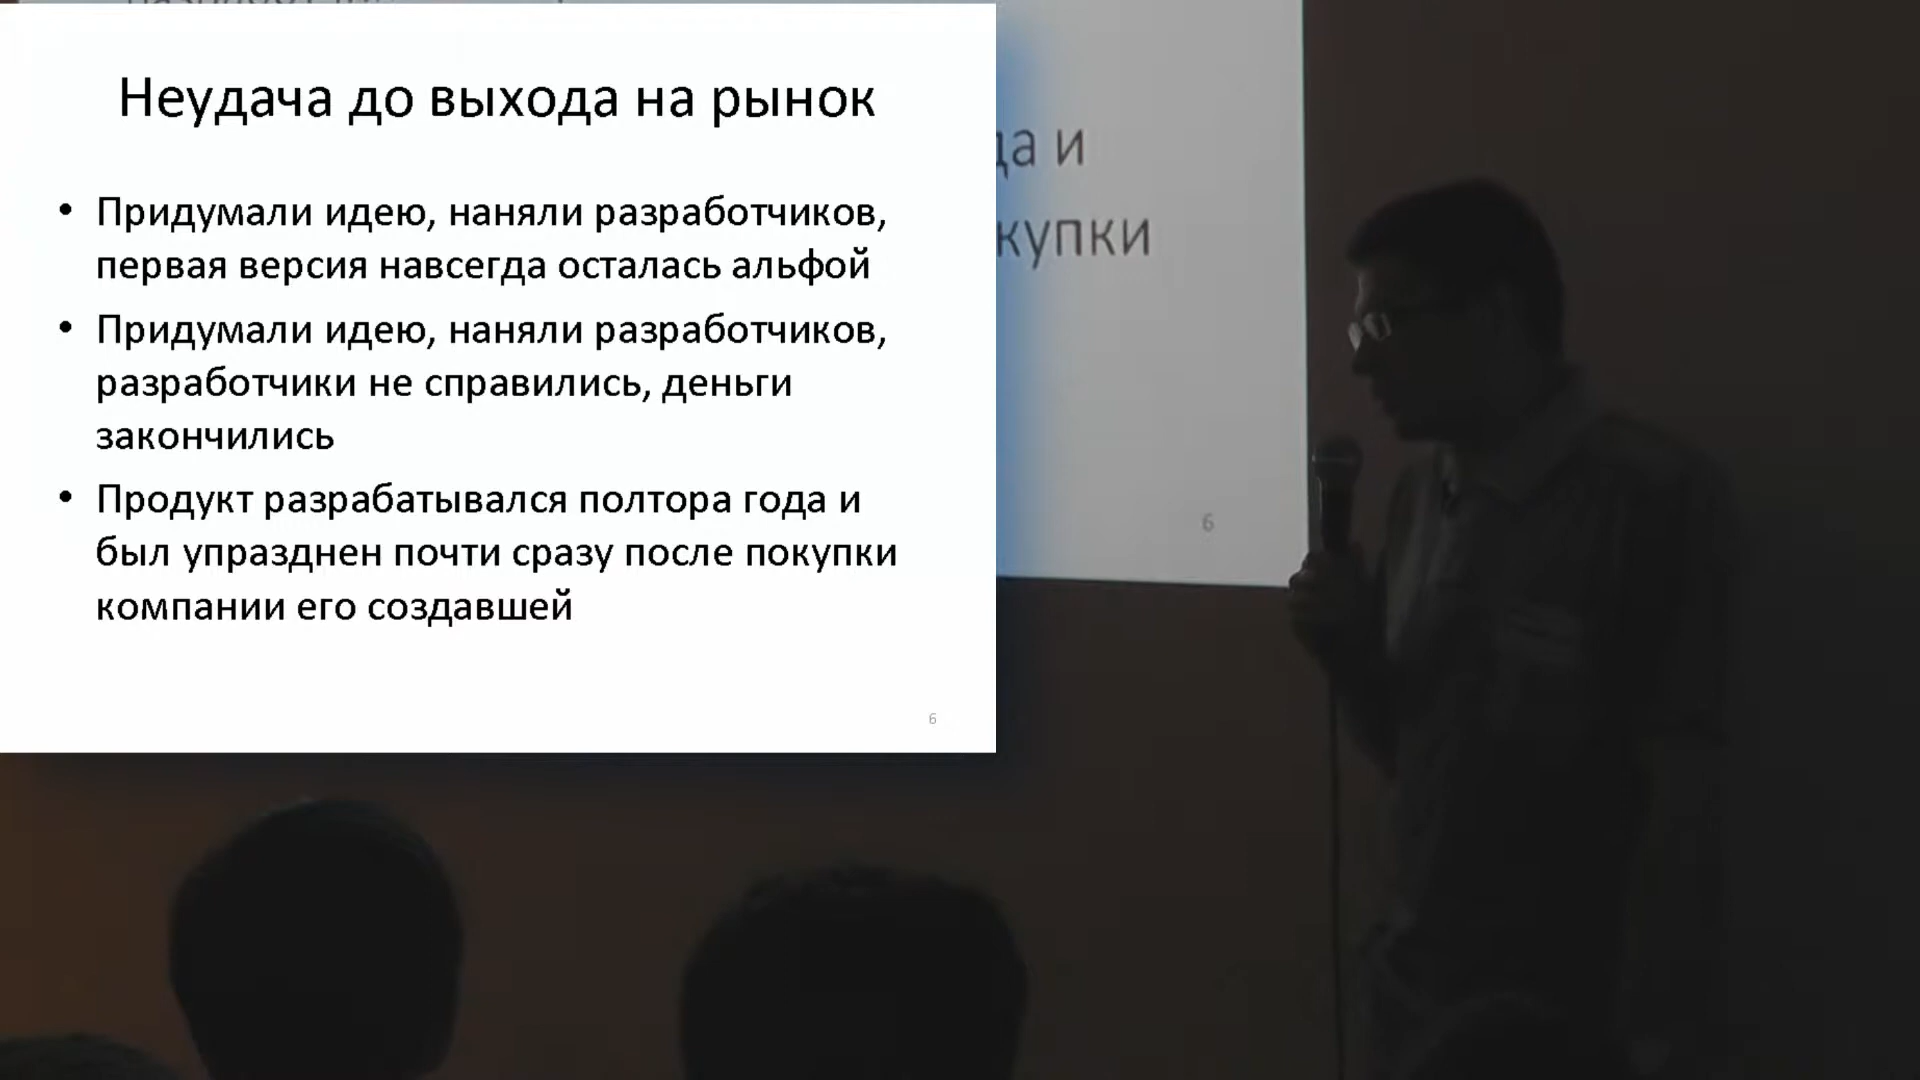 Неудача до выхода на рынок
• Придумали идею, наняли разработчиков,
первая версия навсегда осталась альфой
• Придумали идею, наняли разработчиков,
разработчики не справились, деньги
закончились
• Продукт разрабатывался полтора года и
был упразднен почти сразу после покупки
компании его создавшей
6
да и
купки
6